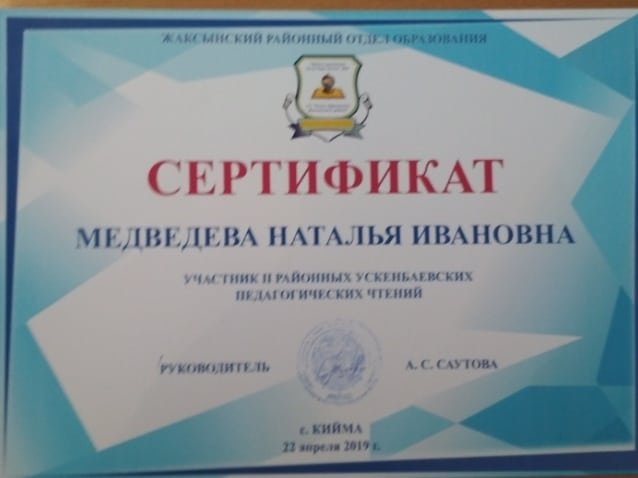 ЖАКСЫНСКИЙ РАЙОННЫЙ ОТДЕЛ ОБРАЗОВАНИЯ
СЕРТИФИКАТ
МЕДВЕДЕВА НАТАЛЬЯ ИВАНОВНА
УЧАСТНИК II РАЙОННЫХ УСКЕНБАЕВСКИХ
ПЕДАГОГИЧЕСКИХ ЧТЕНИЙ
РУКОВОДИТЕЛЬ А. С. САУТОВА
с. КИЙМА
22 апреля 2019 г.